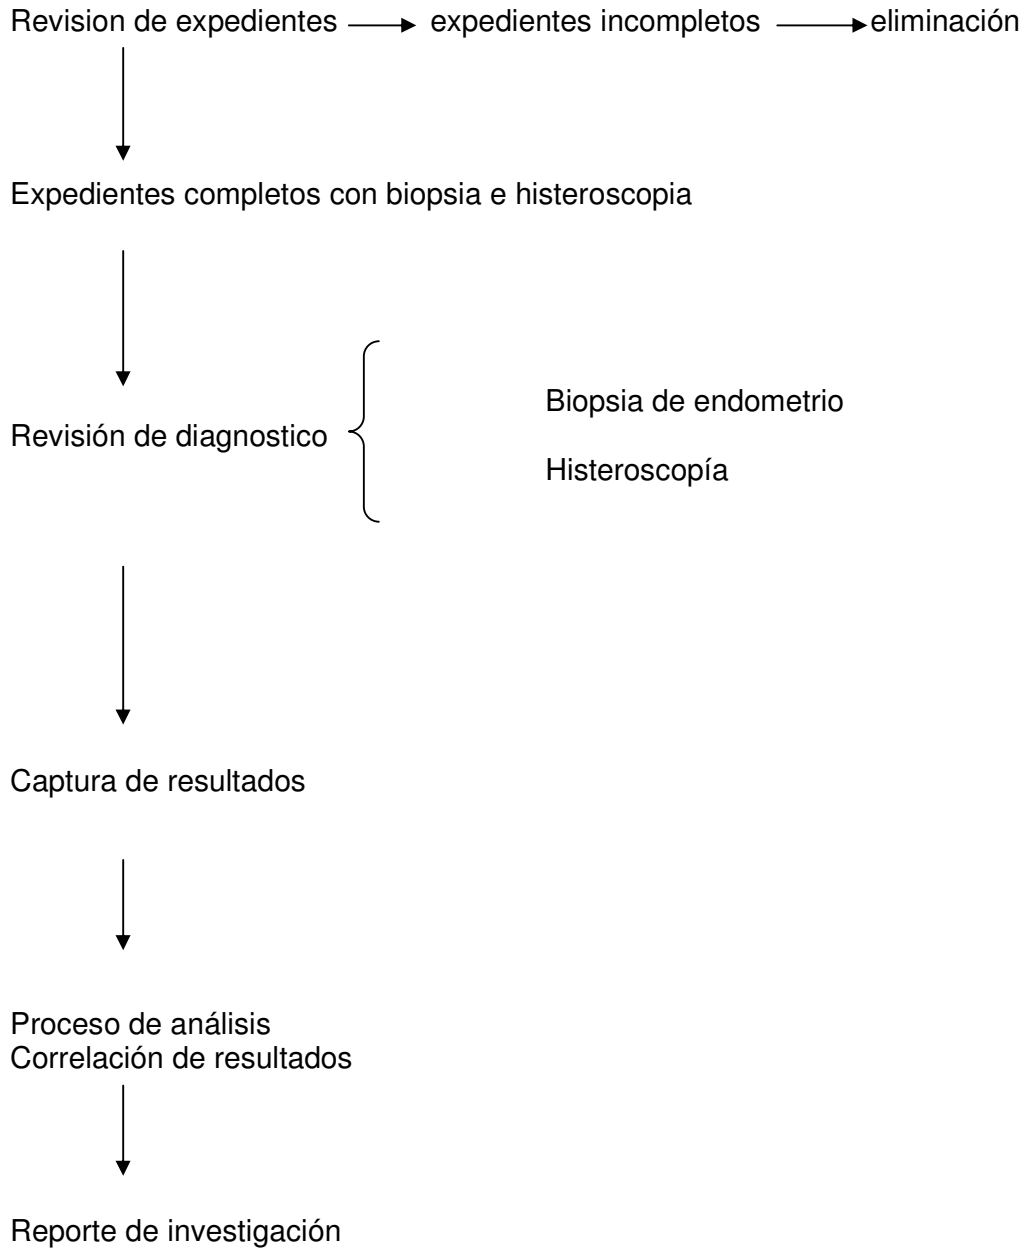 Revision de expedientes expedientes incompletos eliminación
Expedientes completos con biopsia e histeroscopia
Biopsia de endometrio
Revisión de diagnostico
Histeroscopía
Captura de resultados
Proceso de análisis
Correlación de resultados
Reporte de investigación